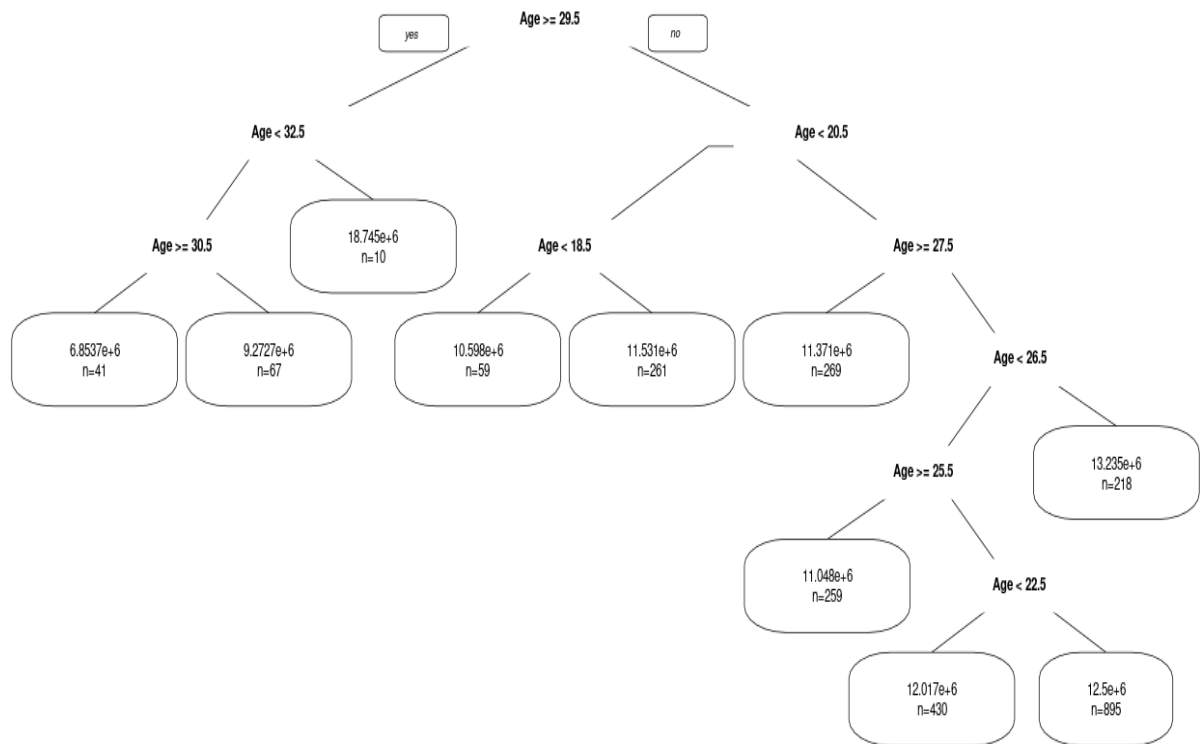 Age >= 29.5
yes
no
Age < 32.5
Age < 20.5
18.745e+6
n=10
Age >= 30.5
Age < 18.5
Age >= 27.5
6.8537e+6
n=41
9.2727e+6
n=67
10.598e+6
n=59
11.531e+6
n=261
11.371e+6
n=269
Age < 26.5
13.235e+6
n=218
Age >= 25.5
11.048e+6
n=259
Age < 22.5
12.017e+6
n=430
12.5e+6
n=895